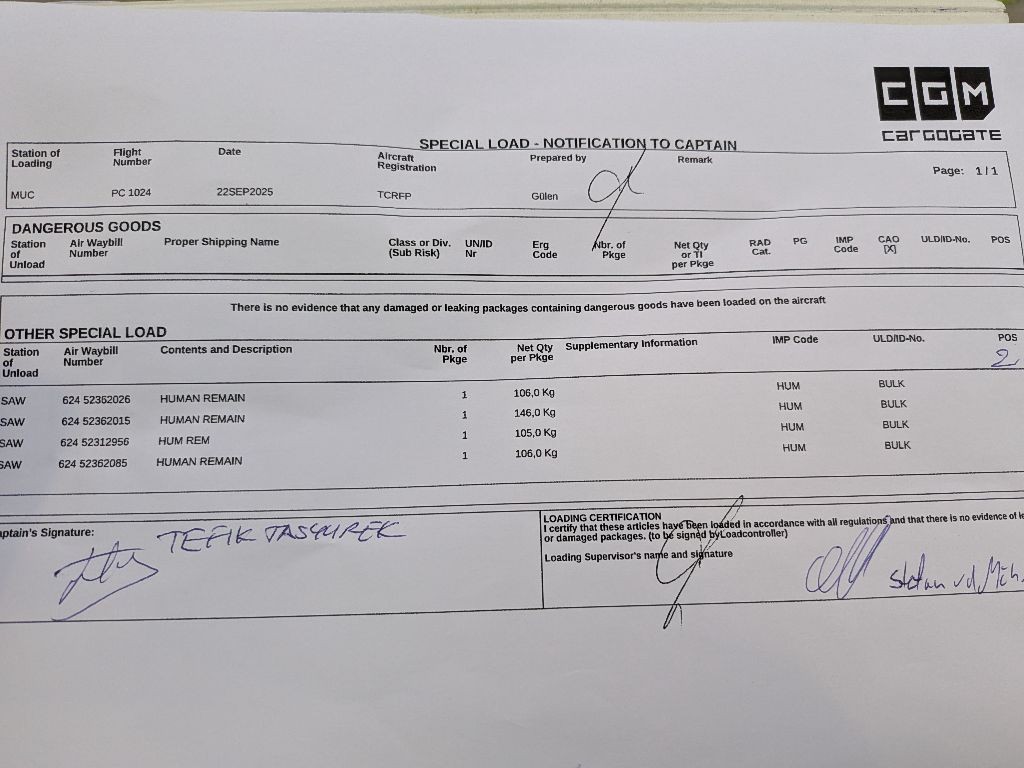 CGM
CARGOGATE
SPECIAL LOAD - NOTIFICATION TO CAPTAIN
Station of Loading Flight Number Date Aircraft Registration Prepared by Remark Page: 1 / 1
MUC PC 1024 22SEP2025 TCRFP Gülen
DANGEROUS GOODS
Station of Unload Air Waybill Number Proper Shipping Name Class or Div. (Sub Risk) UN/ID Nr Erg Code Nbr. of Pkge Net Qty or TI per Pkge RAD Cat. PG IMP Code CAO [X] ULD/ID-No. POS
There is no evidence that any damaged or leaking packages containing dangerous goods have been loaded on the aircraft
OTHER SPECIAL LOAD
Station of Unload Air Waybill Number Contents and Description Nbr. of Pkge Net Qty per Pkge Supplementary Information IMP Code ULD/ID-No. POS
2
SAW 624 52362026 HUMAN REMAIN 1 106,0 Kg HUM BULK
SAW 624 52362015 HUMAN REMAIN 1 146,0 Kg HUM BULK
SAW 624 52312956 HUM REM 1 105,0 Kg HUM BULK
SAW 624 52362085 HUMAN REMAIN 1 106,0 Kg HUM BULK
aptain's Signature: TEFIK TASYUREK
LOADING CERTIFICATION
I certify that these articles have been loaded in accordance with all regulations and that there is no evidence of le
or damaged packages. (to be signed byLoadcontroller)
Loading Supervisor's name and signature
Stefan